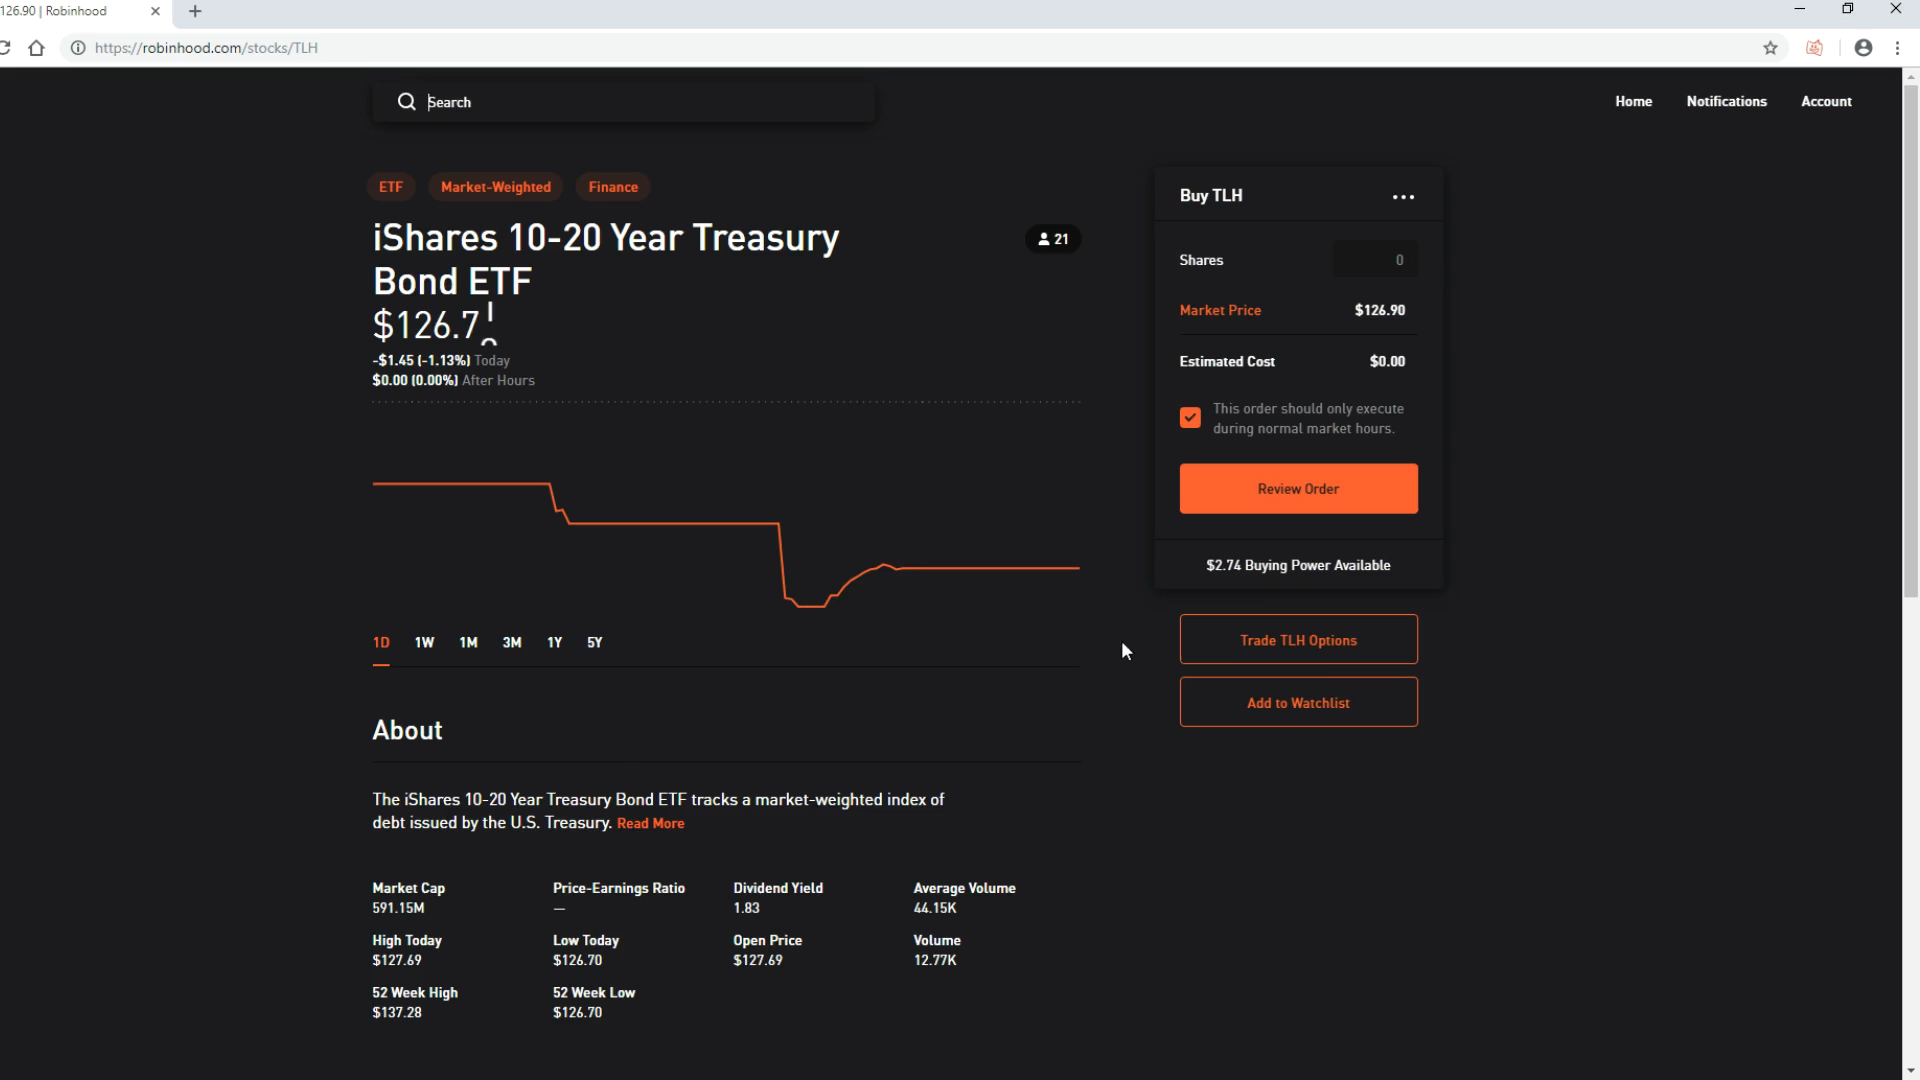 126.90 | Robinhood
https://robinhood.com/stocks/TLH
Search
Home Notifications Account
ETF Market-Weighted Finance
iShares 10-20 Year Treasury
Bond ETF
21
$126.7
-$1.45 (-1.13%) Today
$0.00 (0.00%) After Hours
1D 1W 1M 3M 1Y 5Y
Buy TLH
Shares 0
Market Price $126.90
Estimated Cost $0.00
This order should only execute
during normal market hours.
Review Order
$2.74 Buying Power Available
Trade TLH Options
Add to Watchlist
About
The iShares 10-20 Year Treasury Bond ETF tracks a market-weighted index of
debt issued by the U.S. Treasury. Read More
Market Cap Price-Earnings Ratio Dividend Yield Average Volume
591.15M — 1.83 44.15K
High Today Low Today Open Price Volume
$127.69 $126.70 $127.69 12.77K
52 Week High 52 Week Low
$137.28 $126.70